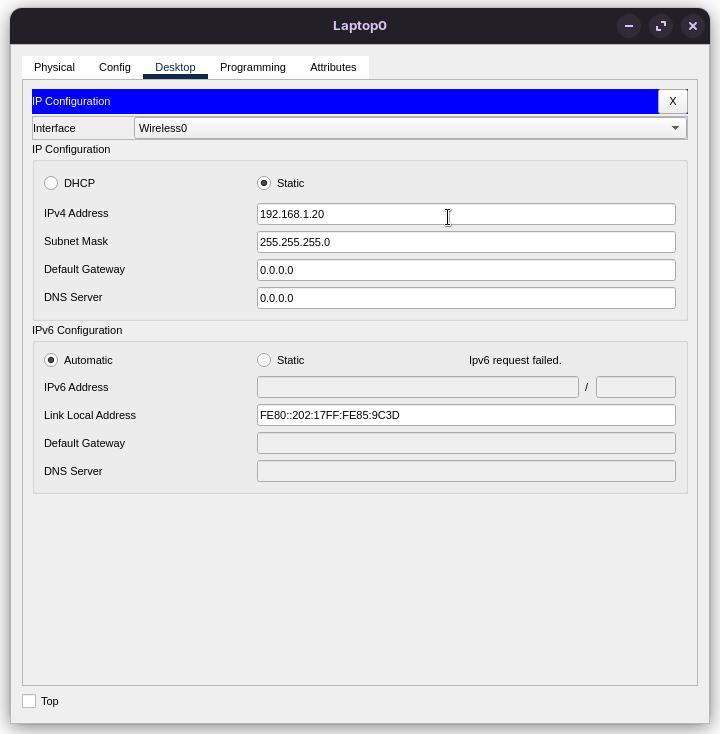 Laptop0
Physical Config Desktop Programming Attributes
IP Configuration X
Interface Wireless0
IP Configuration
DHCP Static
IPv4 Address 192.168.1.20
Subnet Mask 255.255.255.0
Default Gateway 0.0.0.0
DNS Server 0.0.0.0
IPv6 Configuration
Automatic Static Ipv6 request failed.
IPv6 Address /
Link Local Address FE80::202:17FF:FE85:9C3D
Default Gateway
DNS Server
Top